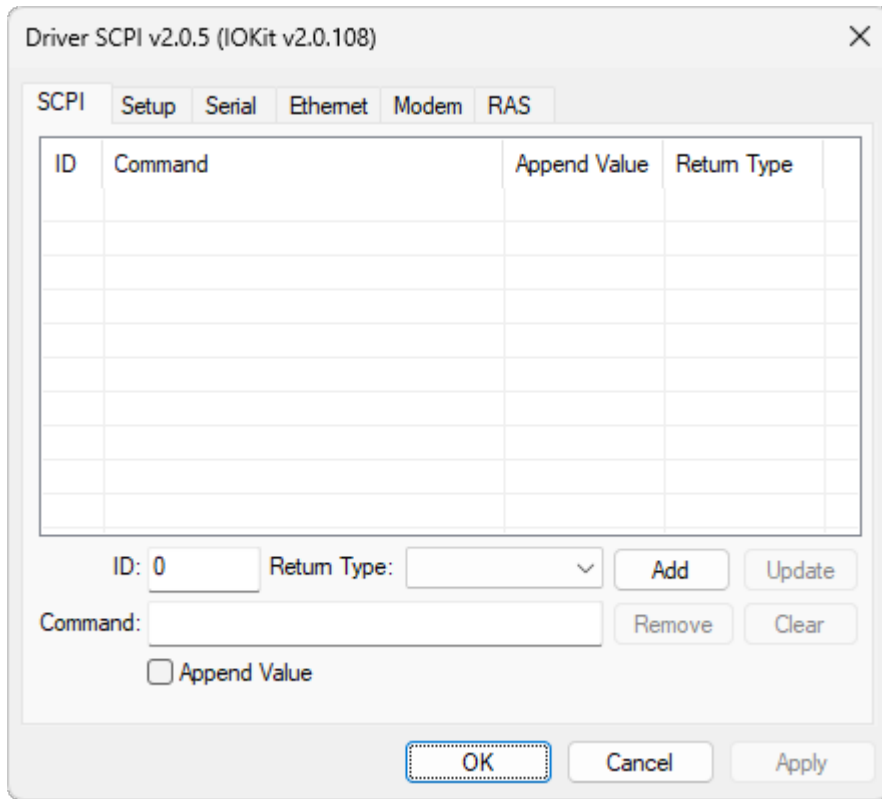 Driver SCPI v2.0.5 (IOKit v2.0.108)
SCPI Setup Serial Ethernet Modem RAS
ID Command Append Value Return Type
ID: 0 Return Type: Add Update
Command: Remove Clear
Append Value
OK Cancel Apply